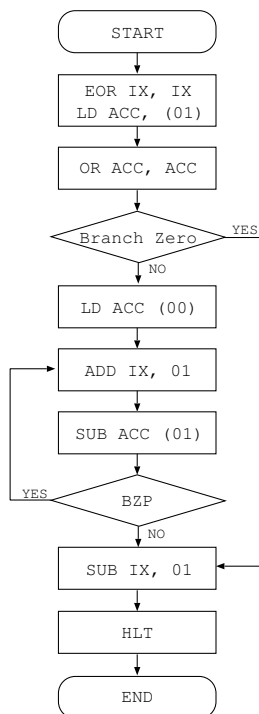 START
EOR IX, IX
LD ACC, (01)
OR ACC, ACC
Branch Zero
YES
NO
LD ACC (00)
ADD IX, 01
SUB ACC (01)
YES
BZP
NO
SUB IX, 01
HLT
END